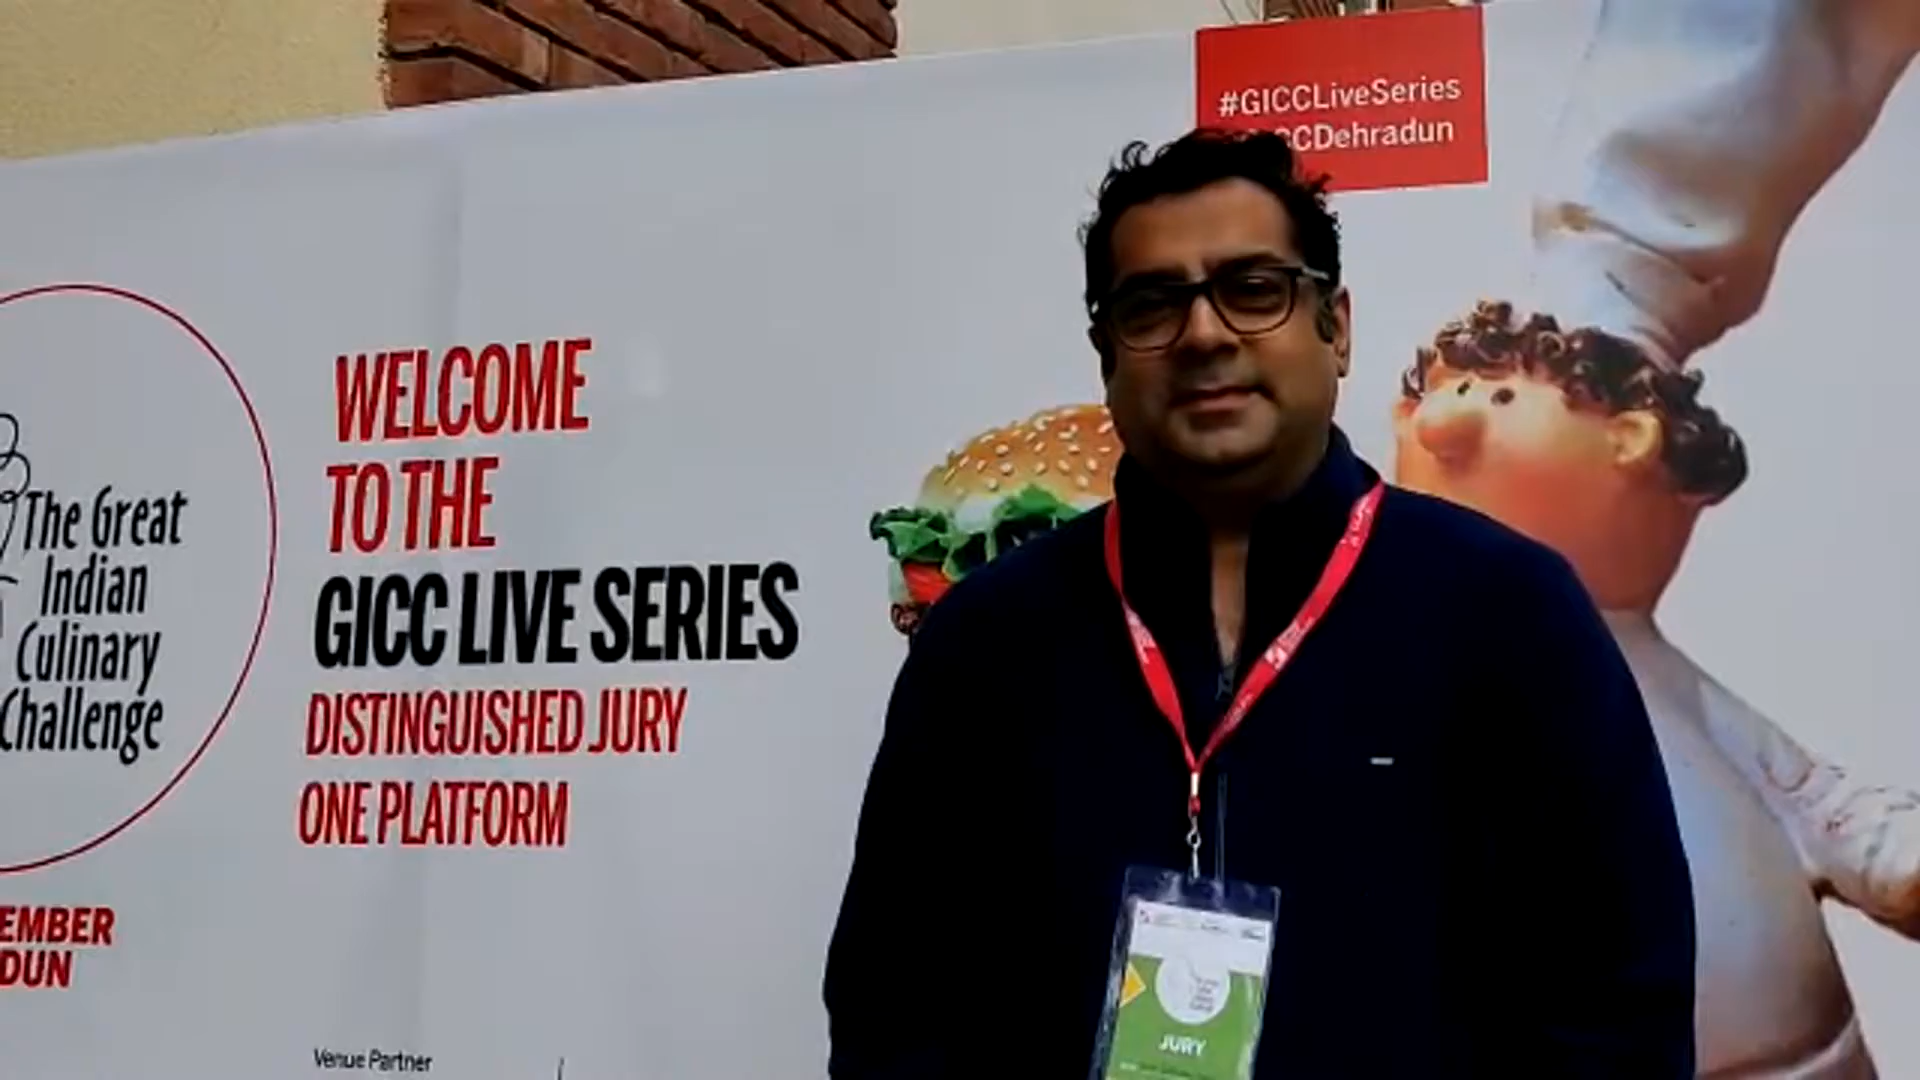 #GICCLiveSeries
CCDehradun
WELCOME
TO THE
GICC LIVE SERIES
DISTINGUISHED JURY
ONE PLATFORM
The Great
Indian
Culinary
Challenge
EMBER
DUN
Venue Partner
JURY